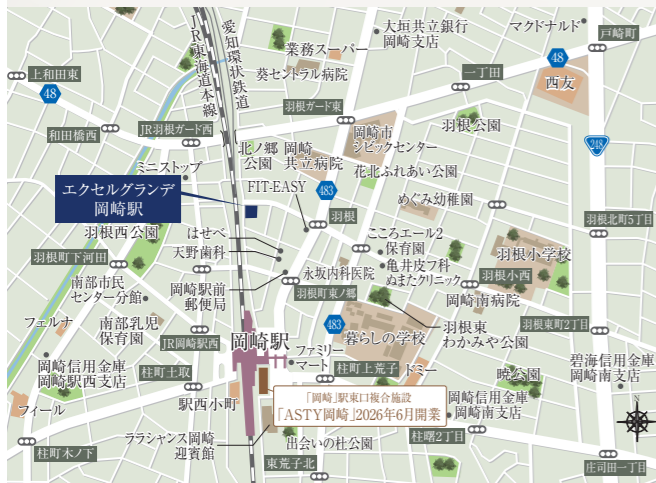 JR東海道本線
愛知環状鉄道
業務スーパー
大垣共立銀行
岡崎支店
マクドナルド
戸崎町
上和田東
48
葵セントラル病院
一丁田
48
西友
和田橋西
JR羽根ガード西
羽根ガード東
岡崎市
シビックセンター
羽根公園
248
ミニストップ
北ノ郷
公園
岡崎
共立病院
花北ふれあい公園
エクセルグランデ
岡崎駅
FIT-EASY
483
めぐみ幼稚園
羽根
羽根北町5丁目
羽根西公園
はせべ
こころエール2
保育園
羽根小学校
羽根町下河田
天野歯科
永坂内科医院
亀井皮フ科
ぬまたクリニック
羽根小西
南部市民
センター分館
岡崎駅前
郵便局
羽根町東ノ郷
岡崎南病院
フェルナ
南部乳児
保育園
JR岡崎駅西
岡崎駅
483
暮らしの学校
羽根東
わかみや公園
羽根東町2丁目
岡崎信用金庫
岡崎駅西支店
柱町土取
ファミリー
マート
柱町上荒子
ドミー
暁公園
碧海信用金庫
岡崎南支店
フィール
駅西小町
「岡崎」駅東口複合施設
「ASTY岡崎」2026年6月開業
岡崎信用金庫
岡崎南支店
N
ララシャンス岡崎
迎賓館
出会いの杜公園
柱曙2丁目
柱町木ノ下
東荒子北
庄司田一丁目